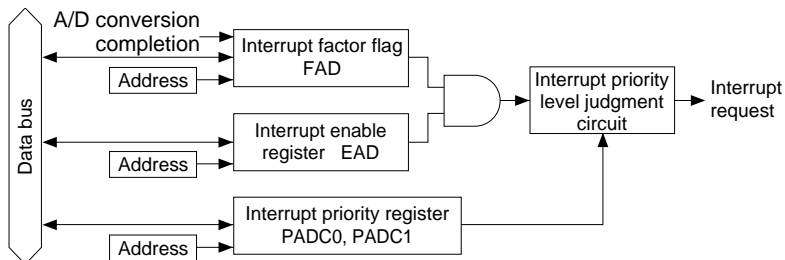 A/D conversion
completion
Interrupt factor flag
FAD
Address
Interrupt priority
level judgment
circuit
Interrupt
request
Data bus
Interrupt enable
register EAD
Address
Interrupt priority register
PADC0, PADC1
Address